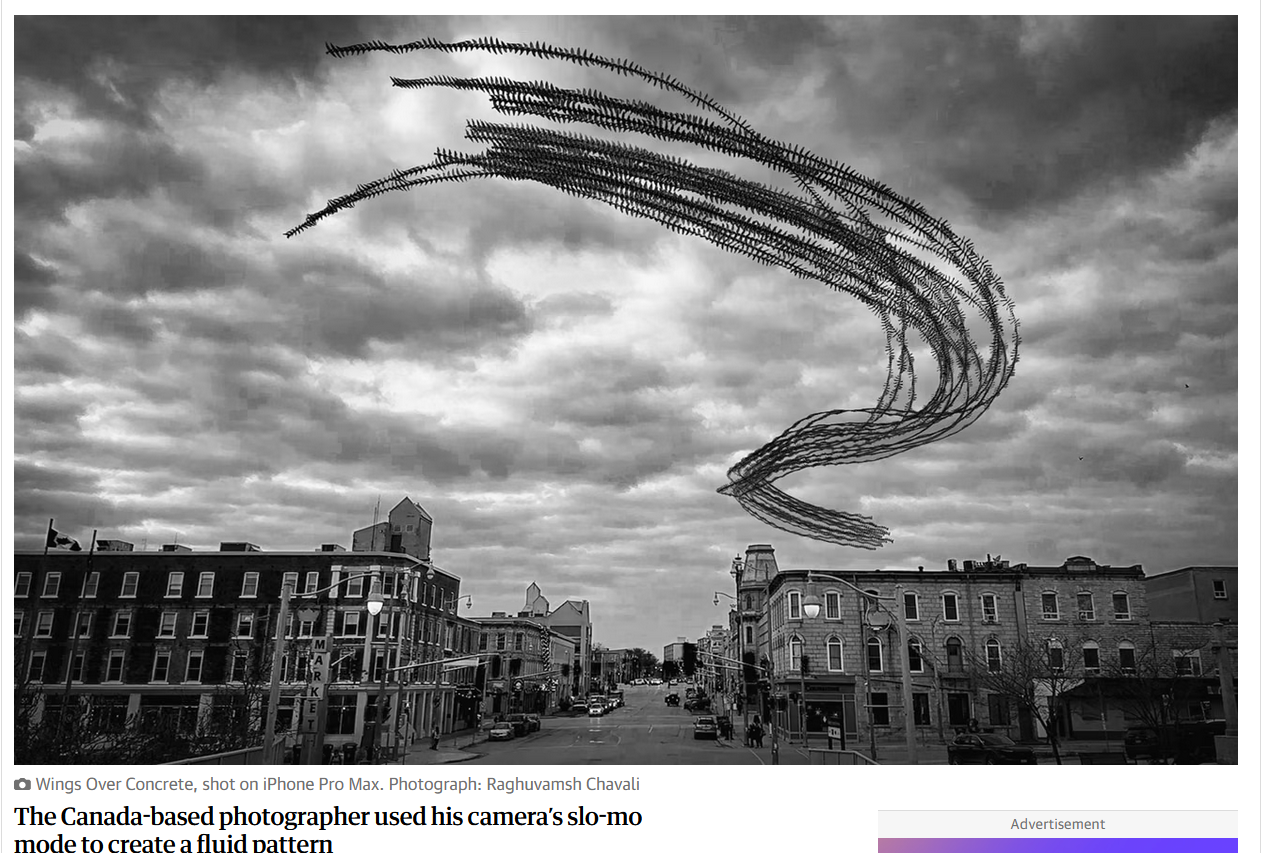 MARKET
Wings Over Concrete, shot on iPhone Pro Max. Photograph: Raghuvamsh Chavali
The Canada-based photographer used his camera’s slo-mo
mode to create a fluid pattern
Advertisement